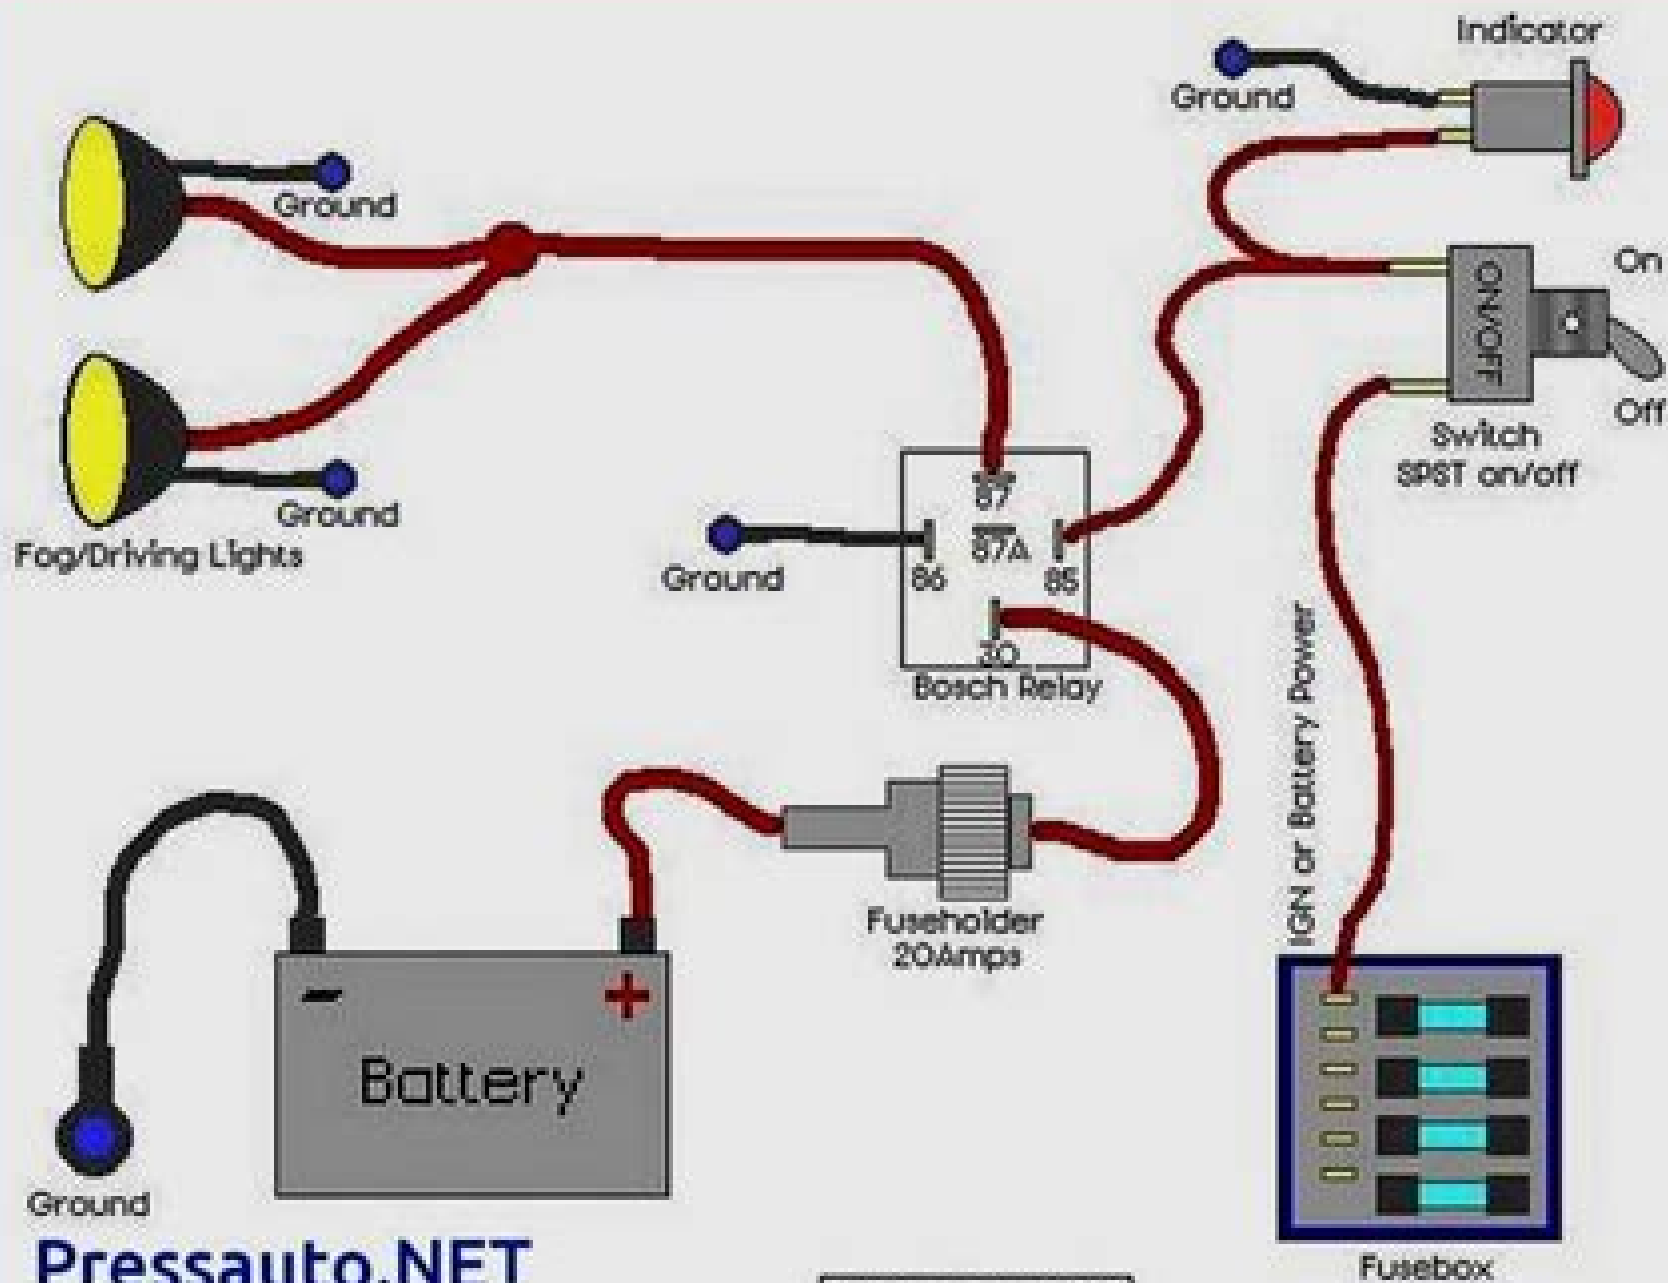 Indicator
Ground
Ground
On
ON/OFF
Off
Switch
SPST on/off
Ground
Fog/Driving Lights
87
87A
86
85
30
Ground
Bosch Relay
IGN or Battery Power
Fuseholder
20Amps
- +
Battery
Ground
Pressauto.NET
Fusebox